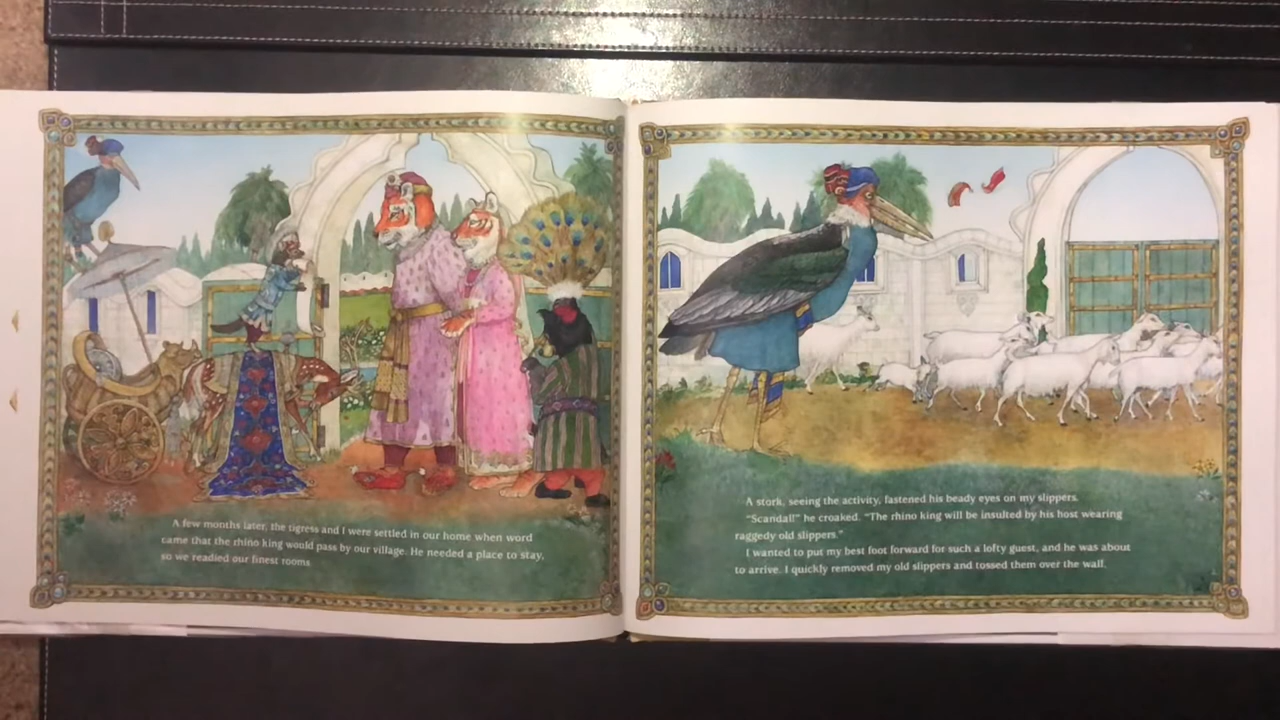 A few months later, the tigress and I were settled in our home when word
came that the rhino king would pass by our village. He needed a place to stay,
so we readied our finest rooms.
A stork, seeing the activity, fastened his beady eyes on my slippers.
"Scandal!" he croaked. "The rhino king will be insulted by his host wearing
raggedy old slippers."
I wanted to put my best foot forward for such a lofty guest, and he was about
to arrive. I quickly removed my old slippers and tossed them over the wall.